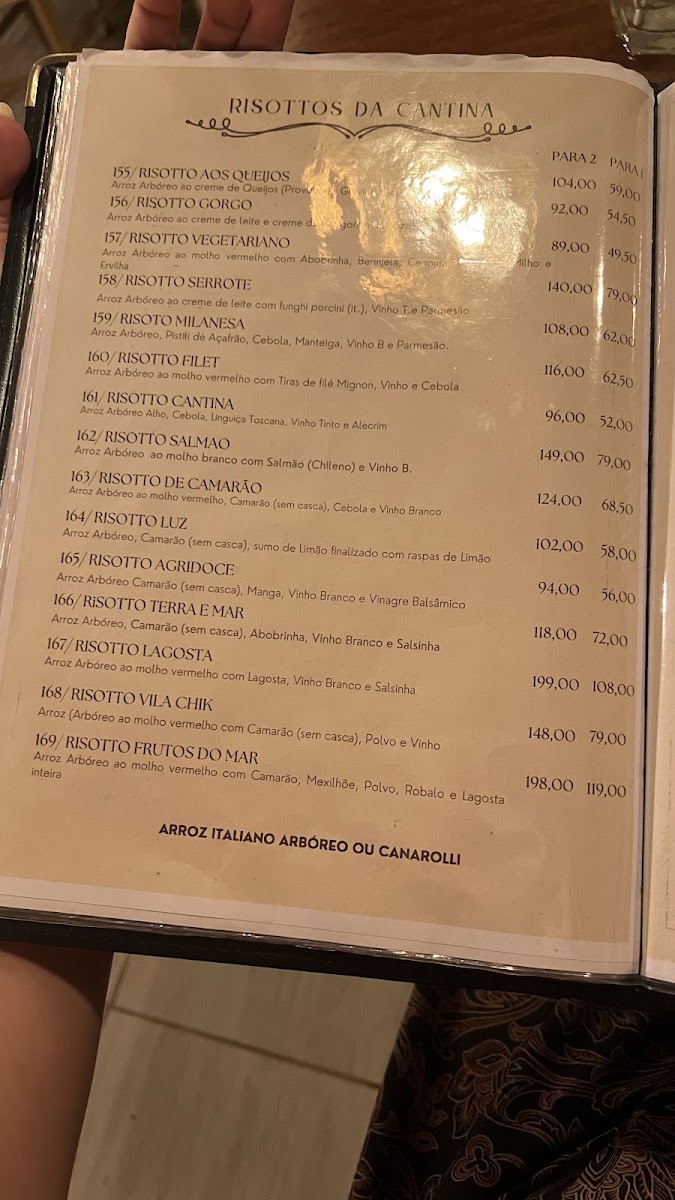 RISOTTOS DA CANTINA
PARA 2 PARA 1
155/ RISOTTO AOS QUEIJOS 104,00 59,00
Arroz Arbóreo ao creme de Queijos
156/ RISOTTO GORGO 92,00 54,50
Arroz Arbóreo ao creme de leite e creme
157/ RISOTTO VEGETARIANO 89,00 49,50
Arroz Arbóreo ao molho vermelho com Abobrinha, Berinjela, Milho e
Ervilha
158/ RISOTTO SERROTE 140,00 79,00
Arroz Arbóreo ao creme de leite com funghi porcini (it.), Vinho T.e Parmesão
159/ RISOTO MILANESA 108,00 62,00
Arroz Arbóreo, Pistili de Açafrão, Cebola, Manteiga, Vinho B e Parmesão.
160/ RISOTTO FILET 116,00 62,50
Arroz Arbóreo ao molho vermelho com Tiras de filé Mignon, Vinho e Cebola
161/ RISOTTO CANTINA 96,00 52,00
Arroz Arbóreo Alho, Cebola, Linguiça Toscana, Vinho Tinto e Alecrim
162/ RISOTTO SALMAO 149,00 79,00
Arroz Arbóreo ao molho branco com Salmão (Chileno) e Vinho B.
163/ RISOTTO DE CAMARÃO 124,00 68,50
Arroz Arbóreo ao molho vermelho, Camarão (sem casca), Cebola e Vinho Branco
164/ RISOTTO LUZ 102,00 58,00
Arroz Arbóreo, Camarão (sem casca), sumo de Limão finalizado com raspas de Limão
165/ RISOTTO AGRIDOCE 94,00 56,00
Arroz Arbóreo Camarão (sem casca), Manga, Vinho Branco e Vinagre Balsâmico
166/ RiSOTTO TERRA E MAR 118,00 72,00
Arroz Arbóreo, Camarão (sem casca), Abobrinha, Vinho Branco e Salsinha
167/ RISOTTO LAGOSTA 199,00 108,00
Arroz Arbóreo ao molho vermelho com Lagosta, Vinho Branco e Salsinha
168/ RISOTTO VILA CHIK 148,00 79,00
Arroz (Arbóreo ao molho vermelho com Camarão (sem casca), Polvo e Vinho
169/ RISOTTO FRUTOS DO MAR 198,00 119,00
Arroz Arbóreo ao molho vermelho com Camarão, Mexilhõe, Polvo, Robalo e Lagosta
inteira
ARROZ ITALIANO ARBÓREO OU CANAROLLI